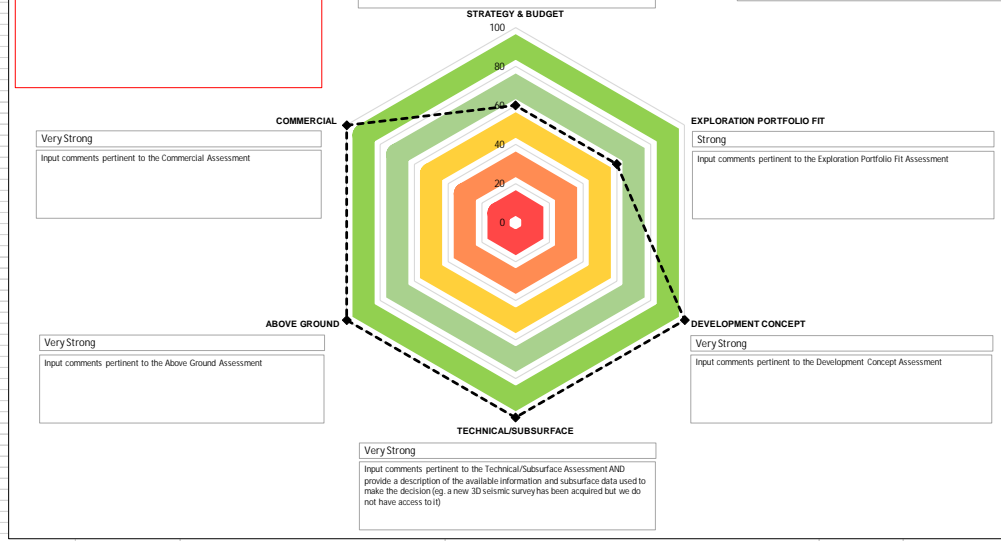 STRATEGY & BUDGET
100
80
60
40
20
0
COMMERCIAL
Very Strong
Input comments pertinent to the Commercial Assessment
EXPLORATION PORTFOLIO FIT
Strong
Input comments pertinent to the Exploration Portfolio Fit Assessment
ABOVE GROUND
Very Strong
Input comments pertinent to the Above Ground Assessment
DEVELOPMENT CONCEPT
Very Strong
Input comments pertinent to the Development Concept Assessment
TECHNICAL/SUBSURFACE
Very Strong
Input comments pertinent to the Technical/Subsurface Assessment AND
provide a description of the available information and subsurface data used to
make the decision (eg. a new 3D seismic survey has been acquired but we do
not have access to it)